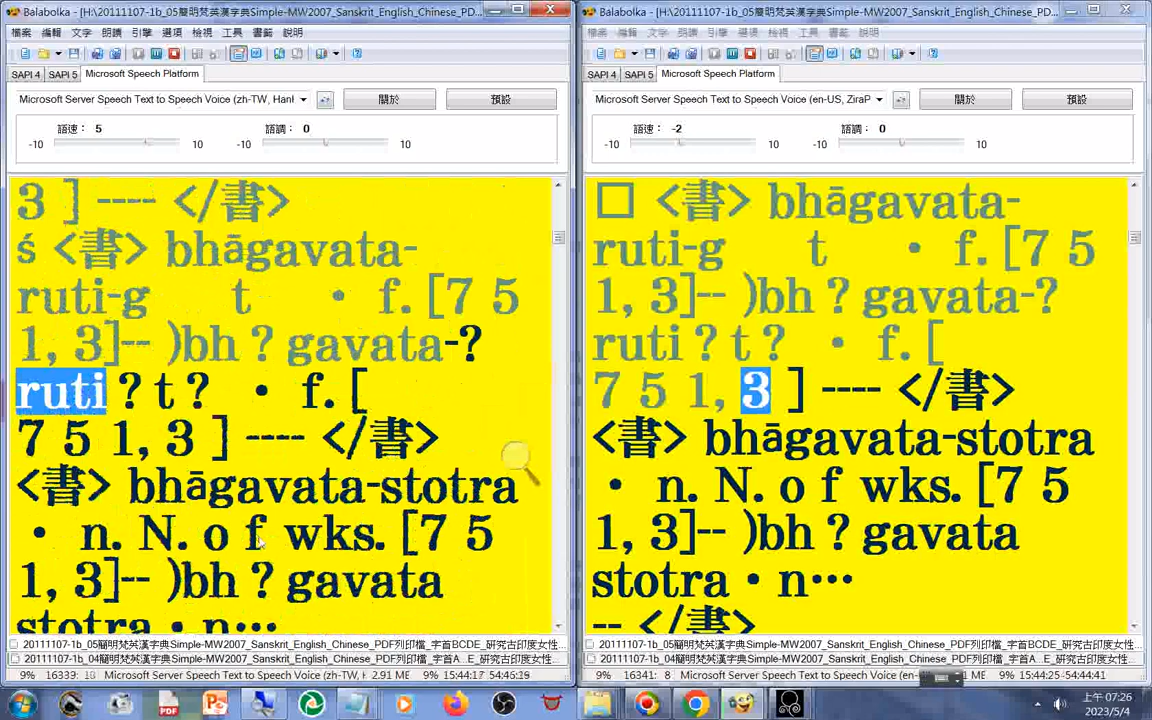 Balabolka - [H:\20111107-1b_05簡明梵英漢字典Simple-MW2007_Sanskrit_English_Chinese_PD...
檔案 編輯 文字 朗讀 引擎 選項 檢視 工具 書籤 說明
SAPI 4 SAPI 5 Microsoft Speech Platform
Microsoft Server Speech Text to Speech Voice (zh-TW, HanH
關於 預設
語速： 5 語調： 0
-10 10 -10 10
3 ] ---- </書>
ś <書> bhāgavata-
ruti-g t • f. [7 5
1, 3]-- )bh ? gavata-?
ruti ? t ? • f. [
7 5 1, 3 ] ---- </書>
<書> bhāgavata-stotra
• n. N. o f wks. [7 5
1, 3]-- )bh ? gavata
stotra • n…
20111107-1b_05簡明梵英漢字典Simple-MW2007_Sanskrit_English_Chinese_PDF列印檔_字首BCDE_研究古印度女性...
20111107-1b_04簡明梵英漢字典Simple-MW2007_Sanskrit_English_Chinese_PDF列印檔_字首A...E_研究古印度女性...
9% 16339: 18 Microsoft Server Speech Text to Speech Voice (zh-TW, 2.91 ME 9% 15:44:17 54:46:29
Balabolka - [H:\20111107-1b_05簡明梵英漢字典Simple-MW2007_Sanskrit_English_Chinese_PD...
檔案 編輯 文字 朗讀 引擎 選項 檢視 工具 書籤 說明
SAPI 4 SAPI 5 Microsoft Speech Platform
Microsoft Server Speech Text to Speech Voice (en-US, ZiraP
關於 預設
語速： -2 語調： 0
-10 10 -10 10
□ <書> bhāgavata-
ruti-g t • f. [7 5
1, 3]-- )bh ? gavata-?
ruti ? t ? • f. [
7 5 1, 3 ] ---- </書>
<書> bhāgavata-stotra
• n. N. o f wks. [7 5
1, 3]-- )bh ? gavata
stotra • n…
-- </書>
20111107-1b_05簡明梵英漢字典Simple-MW2007_Sanskrit_English_Chinese_PDF列印檔_字首BCDE_研究古印度女性...
20111107-1b_04簡明梵英漢字典Simple-MW2007_Sanskrit_English_Chinese_PDF列印檔_字首A...E_研究古印度女性...
9% 16341: 8 Microsoft Server Speech Text to Speech Voice (en-US, ME 9% 15:44:25 54:44:41
PDF
上午 07:26
2023/5/4